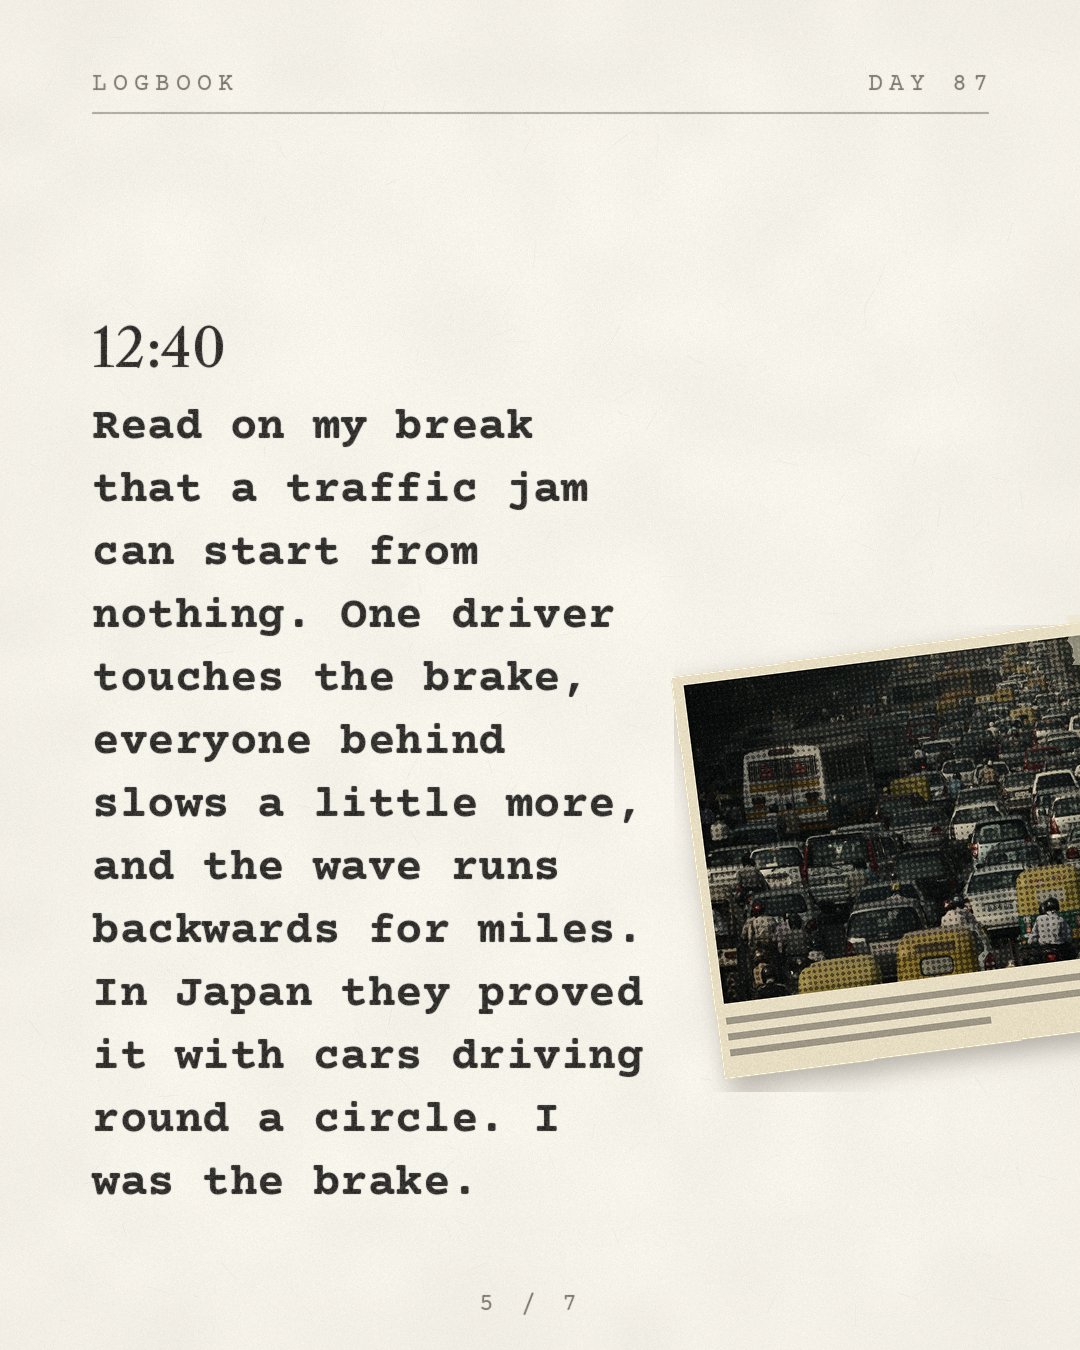 LOGBOOK
DAY 87
12:40
Read on my break
that a traffic jam
can start from
nothing. One driver
touches the brake,
everyone behind
slows a little more,
and the wave runs
backwards for miles.
In Japan they proved
it with cars driving
round a circle. I
was the brake.
5 / 7